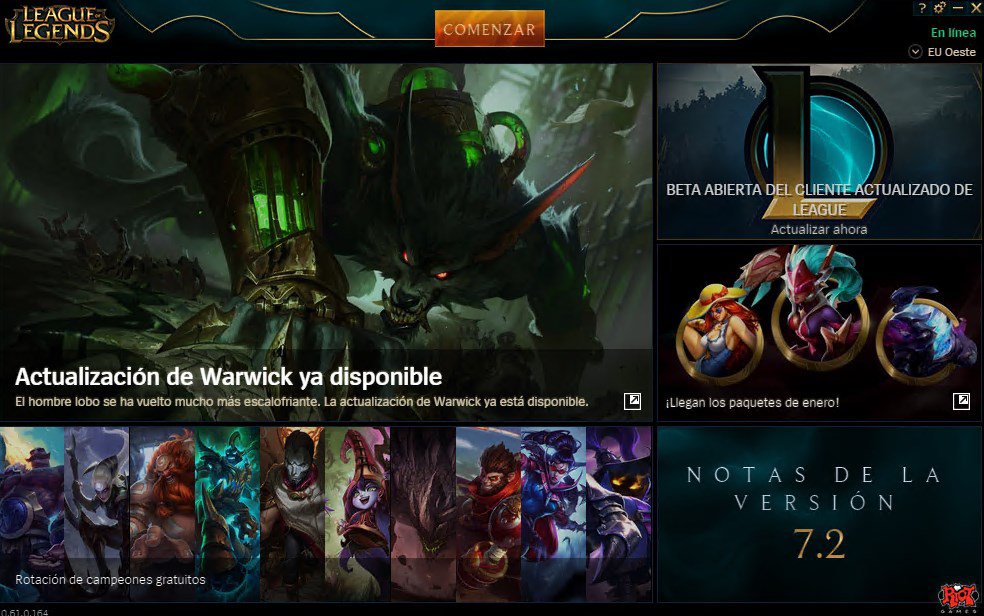 LEAGUE OF
LEGENDS
COMENZAR
?
En línea
EU Oeste
BETA ABIERTA DEL CLIENTE ACTUALIZADO DE
LEAGUE
Actualizar ahora
Actualización de Warwick ya disponible
El hombre lobo se ha vuelto mucho más escalofriante. La actualización de Warwick ya está disponible.
¡Llegan los paquetes de enero!
NOTAS DE LA
VERSIÓN
7.2
Rotación de campeones gratuitos
RIOT
GAMES
0.61.0.164